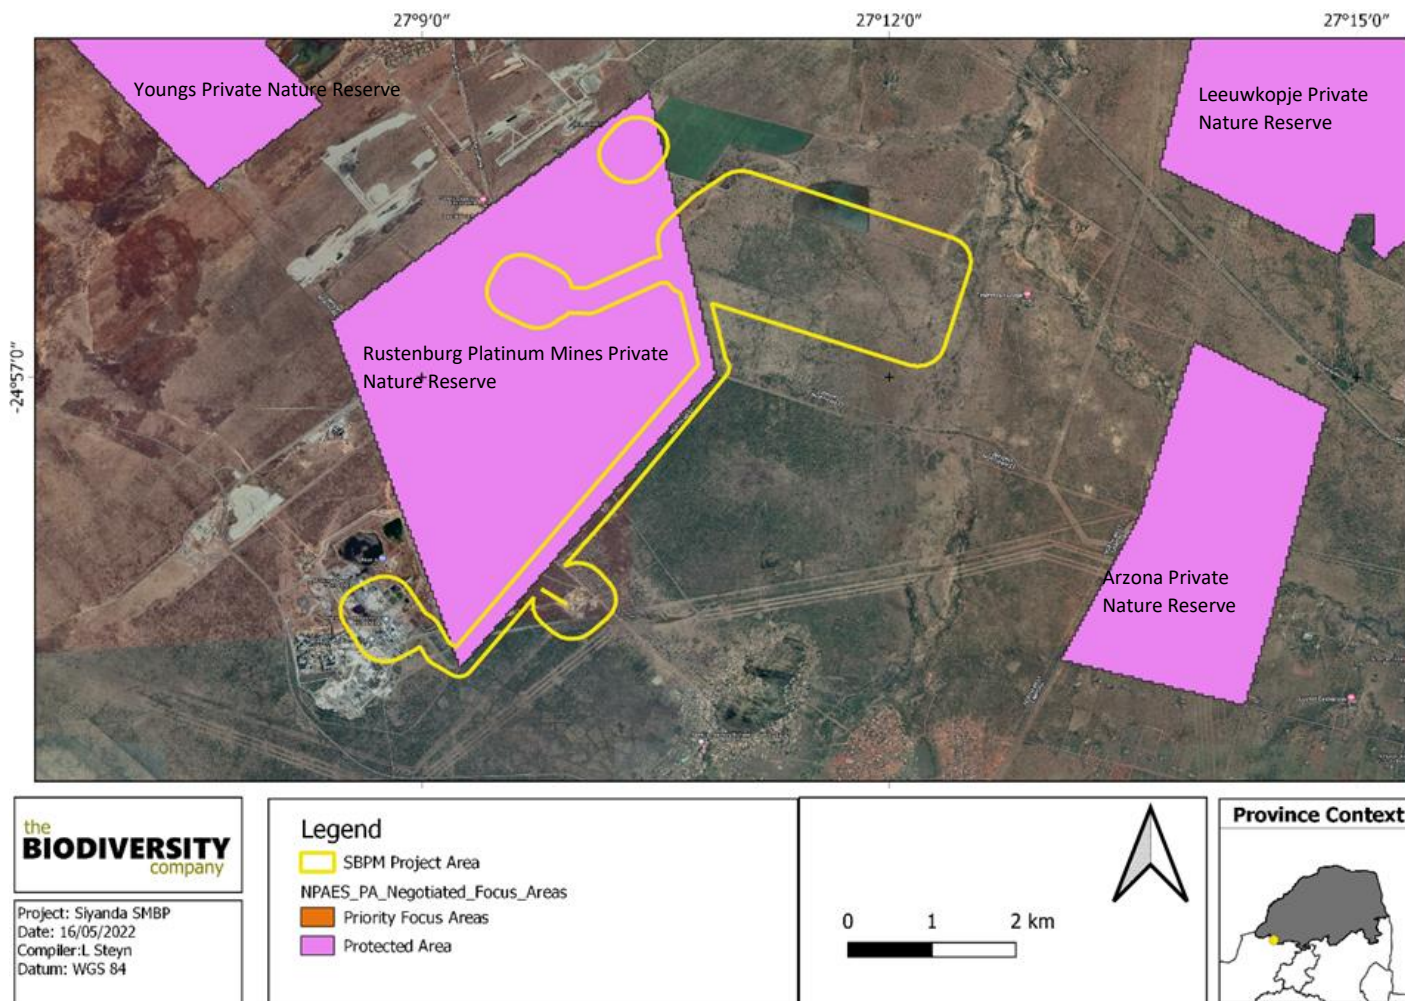 27°9′0″
27°12′0″
27°15′0″
Youngs Private Nature Reserve
Leeuwkopje Private
Nature Reserve
Rustenburg Platinum Mines Private
Nature Reserve
-24°57′0″
Arzona Private
Nature Reserve
the
BIODIVERSITY
company
Project: Siyanda SMBP
Date: 16/05/2022
Compiler:L Steyn
Datum: WGS 84
Legend
SBPM Project Area
NPAES_PA_Negotiated_Focus_Areas
Priority Focus Areas
Protected Area
0 1 2 km
Province Context